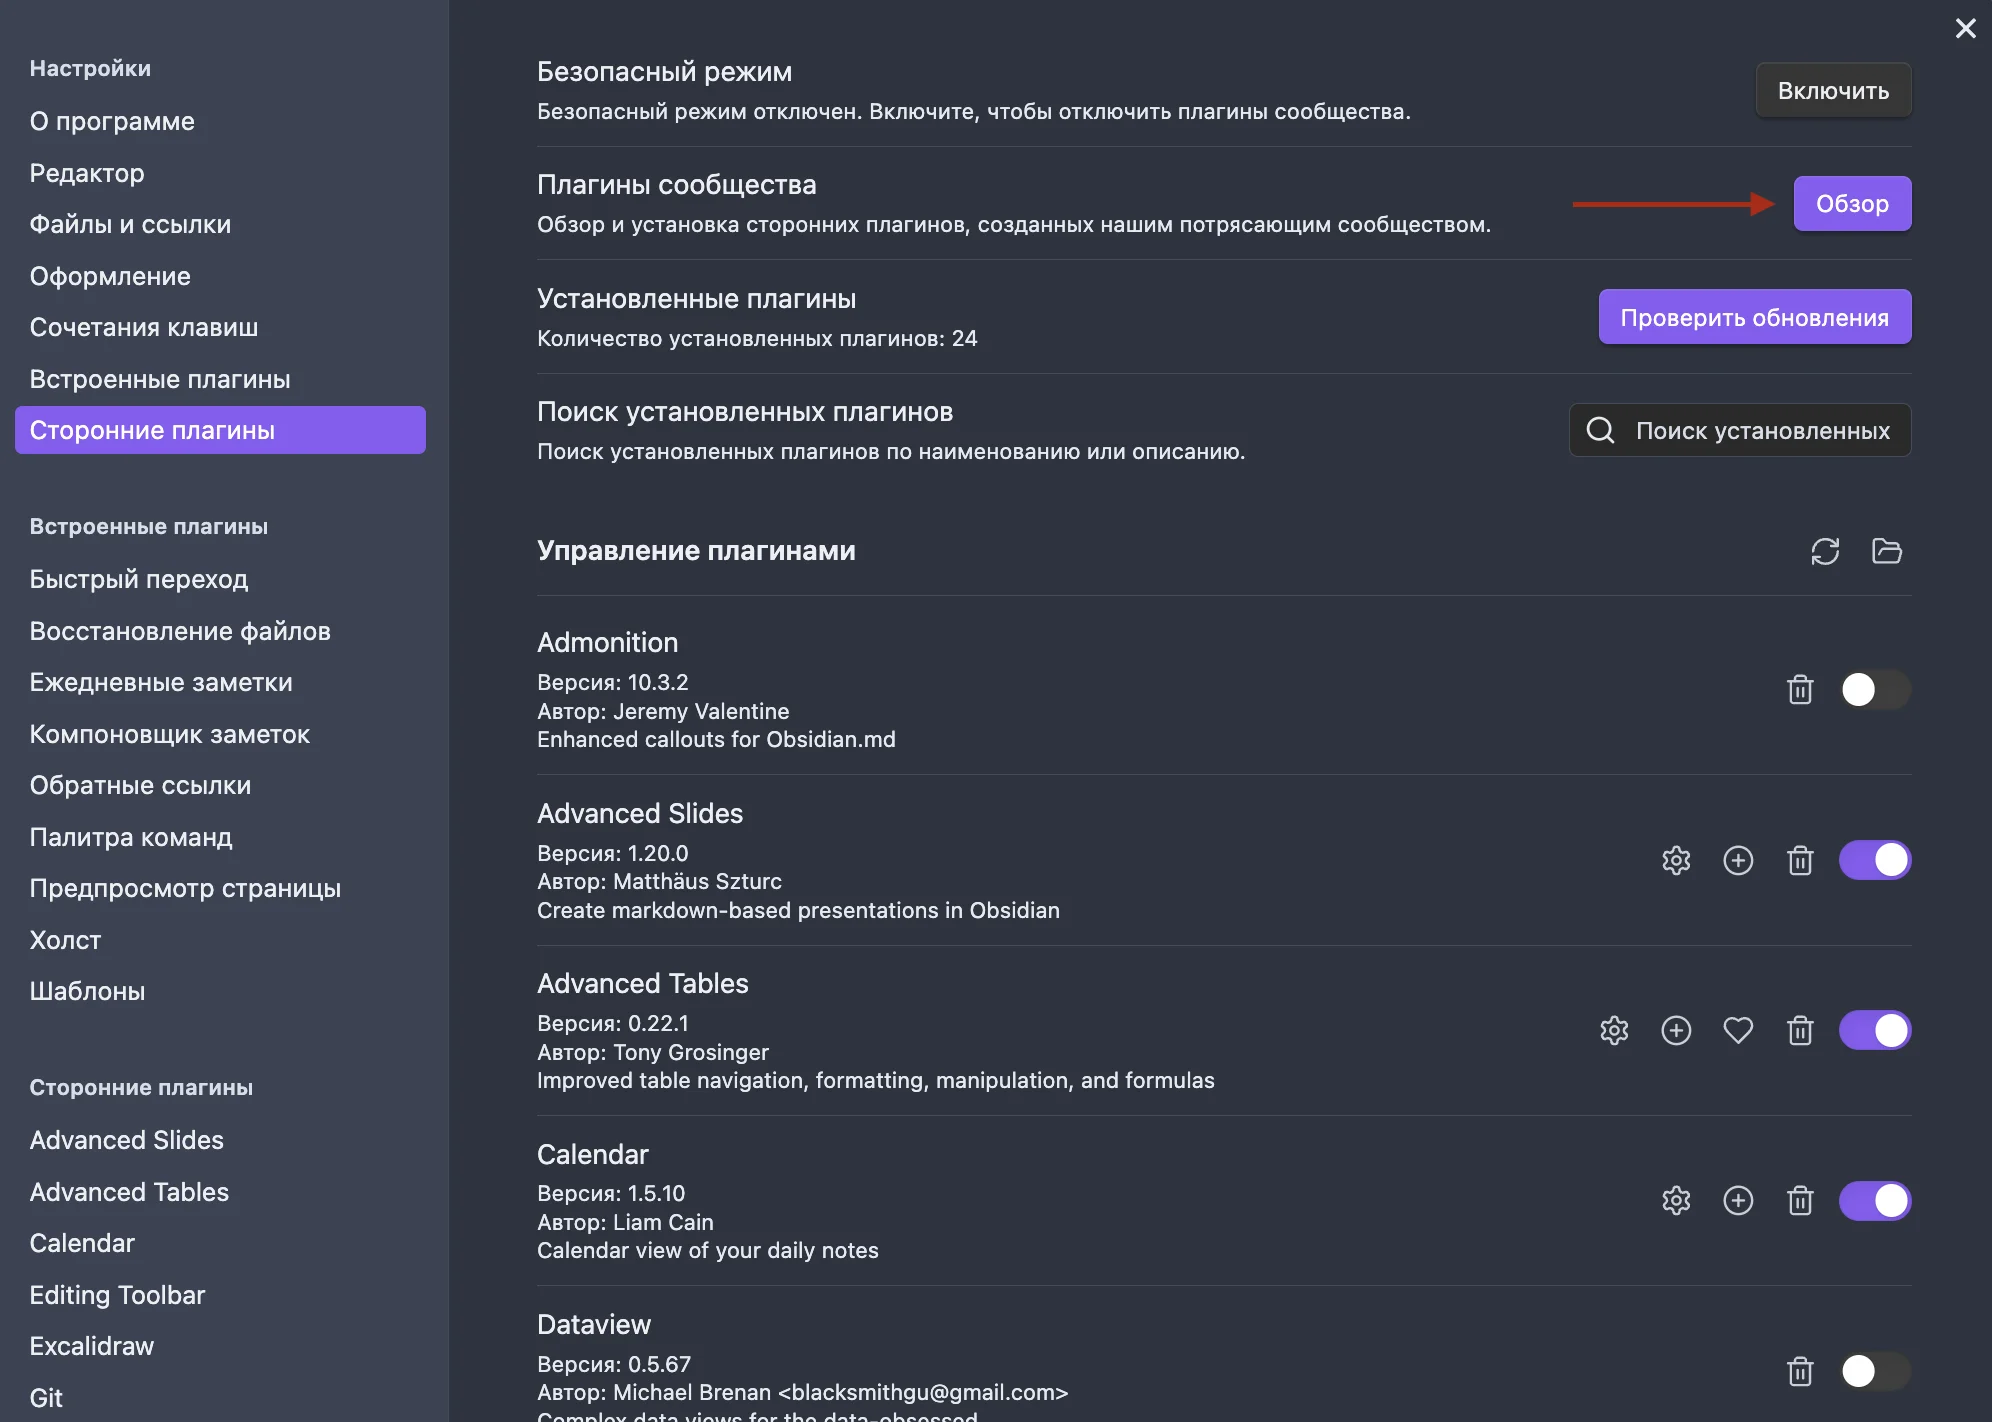 Настройки
О программе
Редактор
Файлы и ссылки
Оформление
Сочетания клавиш
Встроенные плагины
Сторонние плагины
Встроенные плагины
Быстрый переход
Восстановление файлов
Ежедневные заметки
Компоновщик заметок
Обратные ссылки
Палитра команд
Предпросмотр страницы
Холст
Шаблоны
Сторонние плагины
Advanced Slides
Advanced Tables
Calendar
Editing Toolbar
Excalidraw
Git
Безопасный режим
Безопасный режим отключен. Включите, чтобы отключить плагины сообщества.
Включить
Плагины сообщества
Обзор и установка сторонних плагинов, созданных нашим потрясающим сообществом.
Обзор
Установленные плагины
Количество установленных плагинов: 24
Проверить обновления
Поиск установленных плагинов
Поиск установленных плагинов по наименованию или описанию.
Поиск установленных
Управление плагинами
Admonition
Версия: 10.3.2
Автор: Jeremy Valentine
Enhanced callouts for Obsidian.md
Advanced Slides
Версия: 1.20.0
Автор: Matthäus Szturc
Create markdown-based presentations in Obsidian
Advanced Tables
Версия: 0.22.1
Автор: Tony Grosinger
Improved table navigation, formatting, manipulation, and formulas
Calendar
Версия: 1.5.10
Автор: Liam Cain
Calendar view of your daily notes
Dataview
Версия: 0.5.67
Автор: Michael Brenan <blacksmithgu@gmail.com>
Complex data views for the data-obsessed